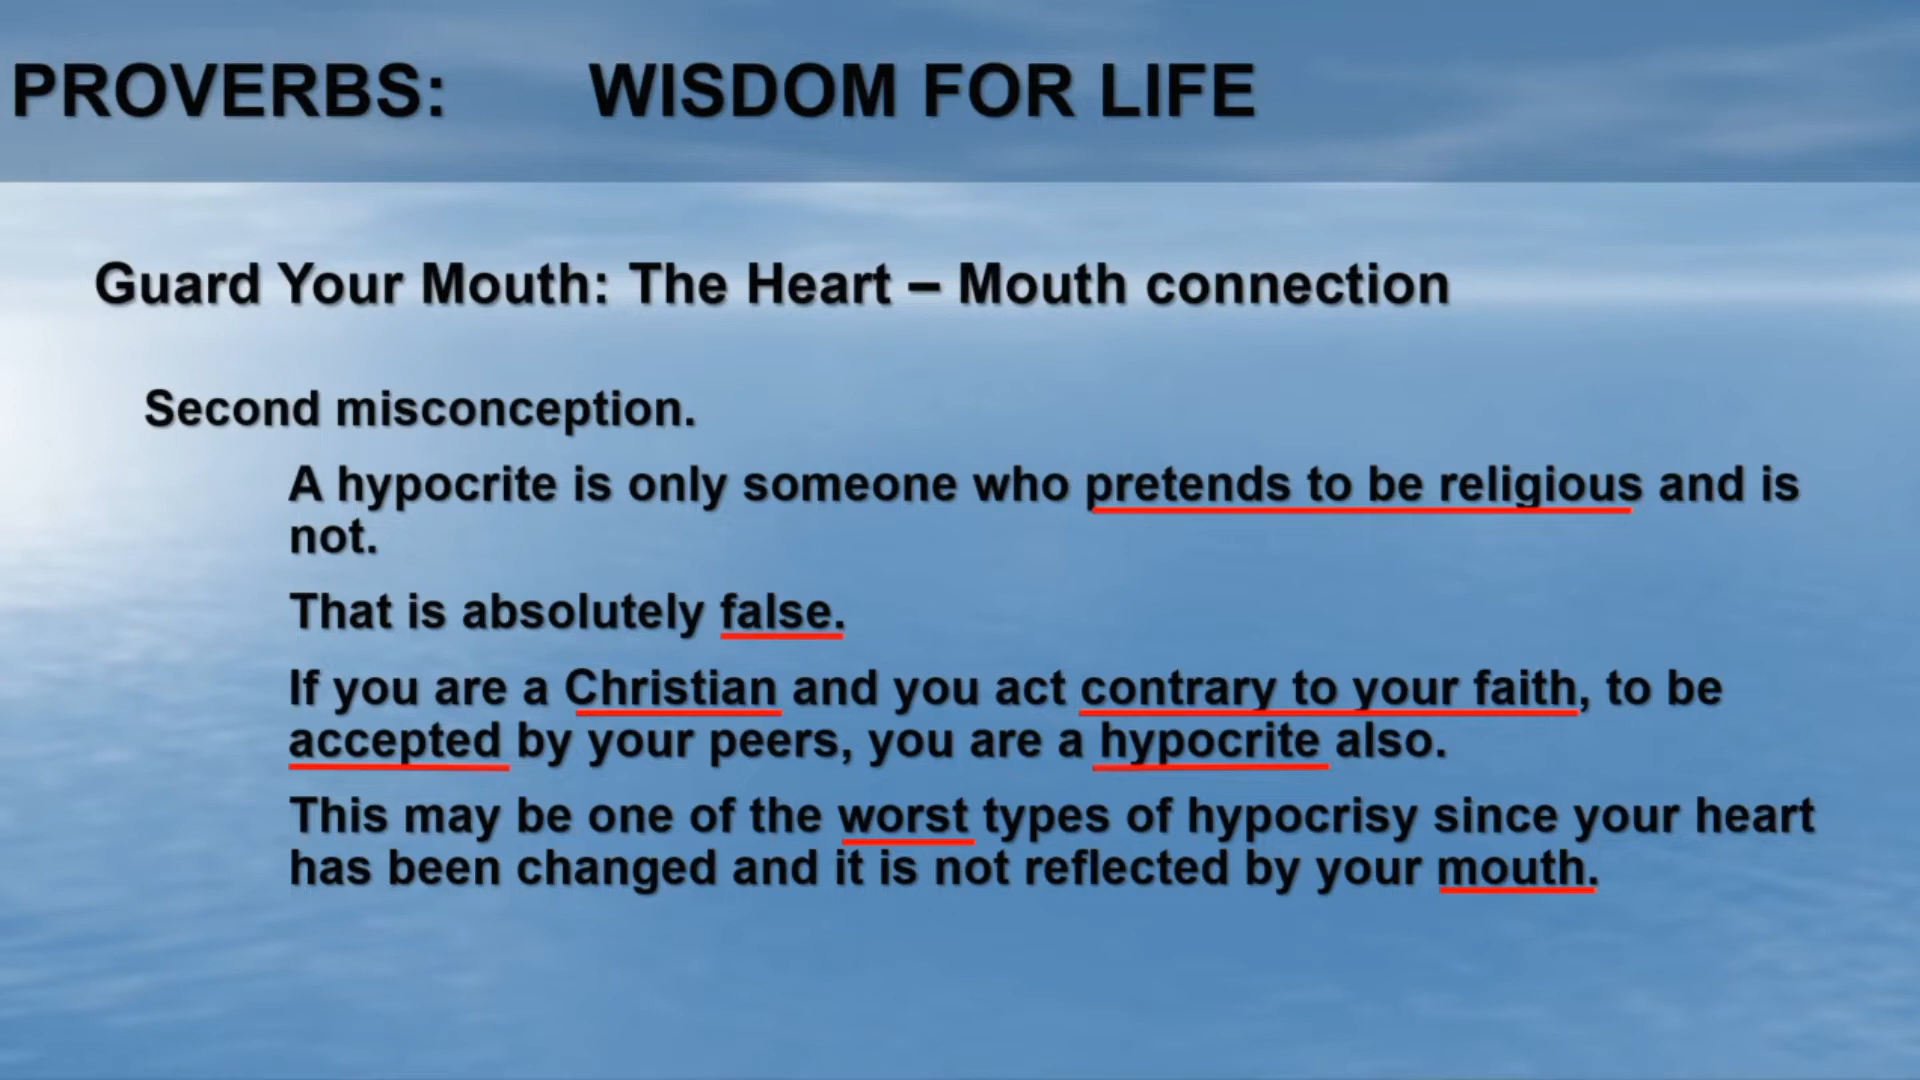 PROVERBS: WISDOM FOR LIFE
Guard Your Mouth: The Heart – Mouth connection
Second misconception.
A hypocrite is only someone who pretends to be religious and is
not.
That is absolutely false.
If you are a Christian and you act contrary to your faith, to be
accepted by your peers, you are a hypocrite also.
This may be one of the worst types of hypocrisy since your heart
has been changed and it is not reflected by your mouth.